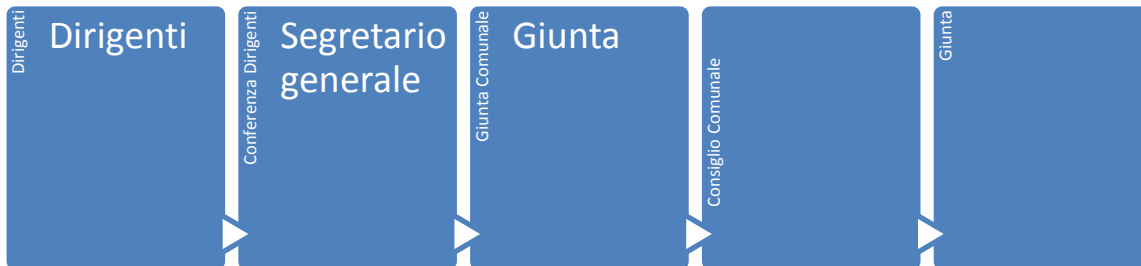 Dirigenti
Dirigenti
Conferenza Dirigenti
Segretario
generale
Giunta Comunale
Giunta
Consiglio Comunale
Giunta